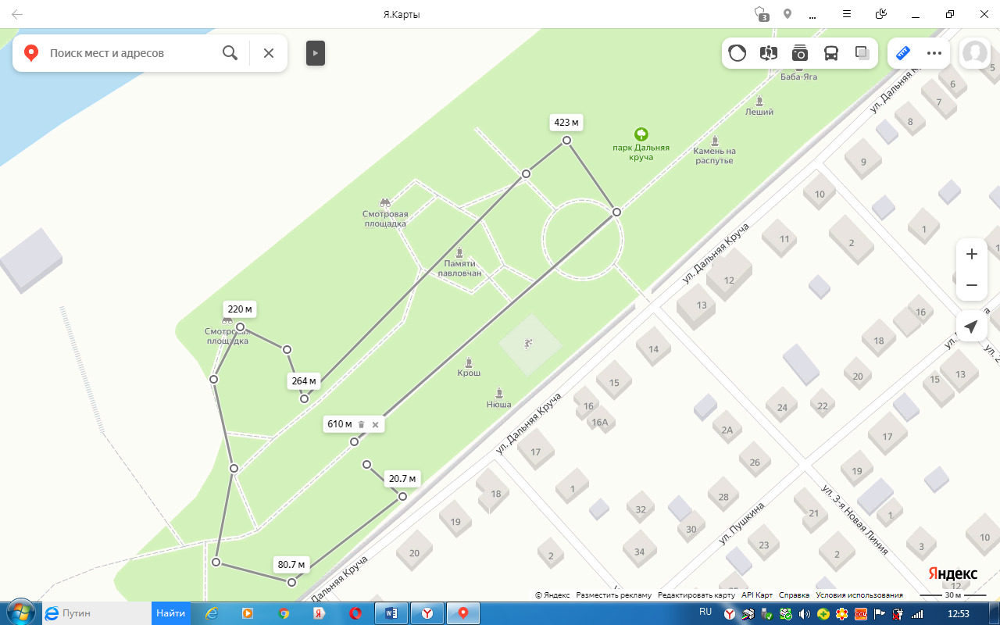 Я.Карты
3
...
Поиск мест и адресов
Баба-Яга
ул. Дальняя Кр
5
6
7
Леший
8
423 м
парк Дальняя
круча
Камень на
распутье
9
10
Смотровая
площадка
1
11
2
ул. Дальняя Круча
Памяти
павловчан
12
13
220 м
Смотровая
площадка
16
14
18
Крош
264 м
15
20
15
13
Нюша
16
24
22
16А
610 м
2А
17
17
ул. Дальняя Круча
26
19
20.7 м
18
1
28
ул. 3-я Новая Линия
32
21
1
19
30
ул. Пушкина
10
20
2
34
23
2
3
80.7 м
Дальняя Круча
Яндекс
12
© Яндекс Разместить рекламу Редактировать карту API Карт Справка Условия использования
30 м
Путин
Найти
RU
12:53